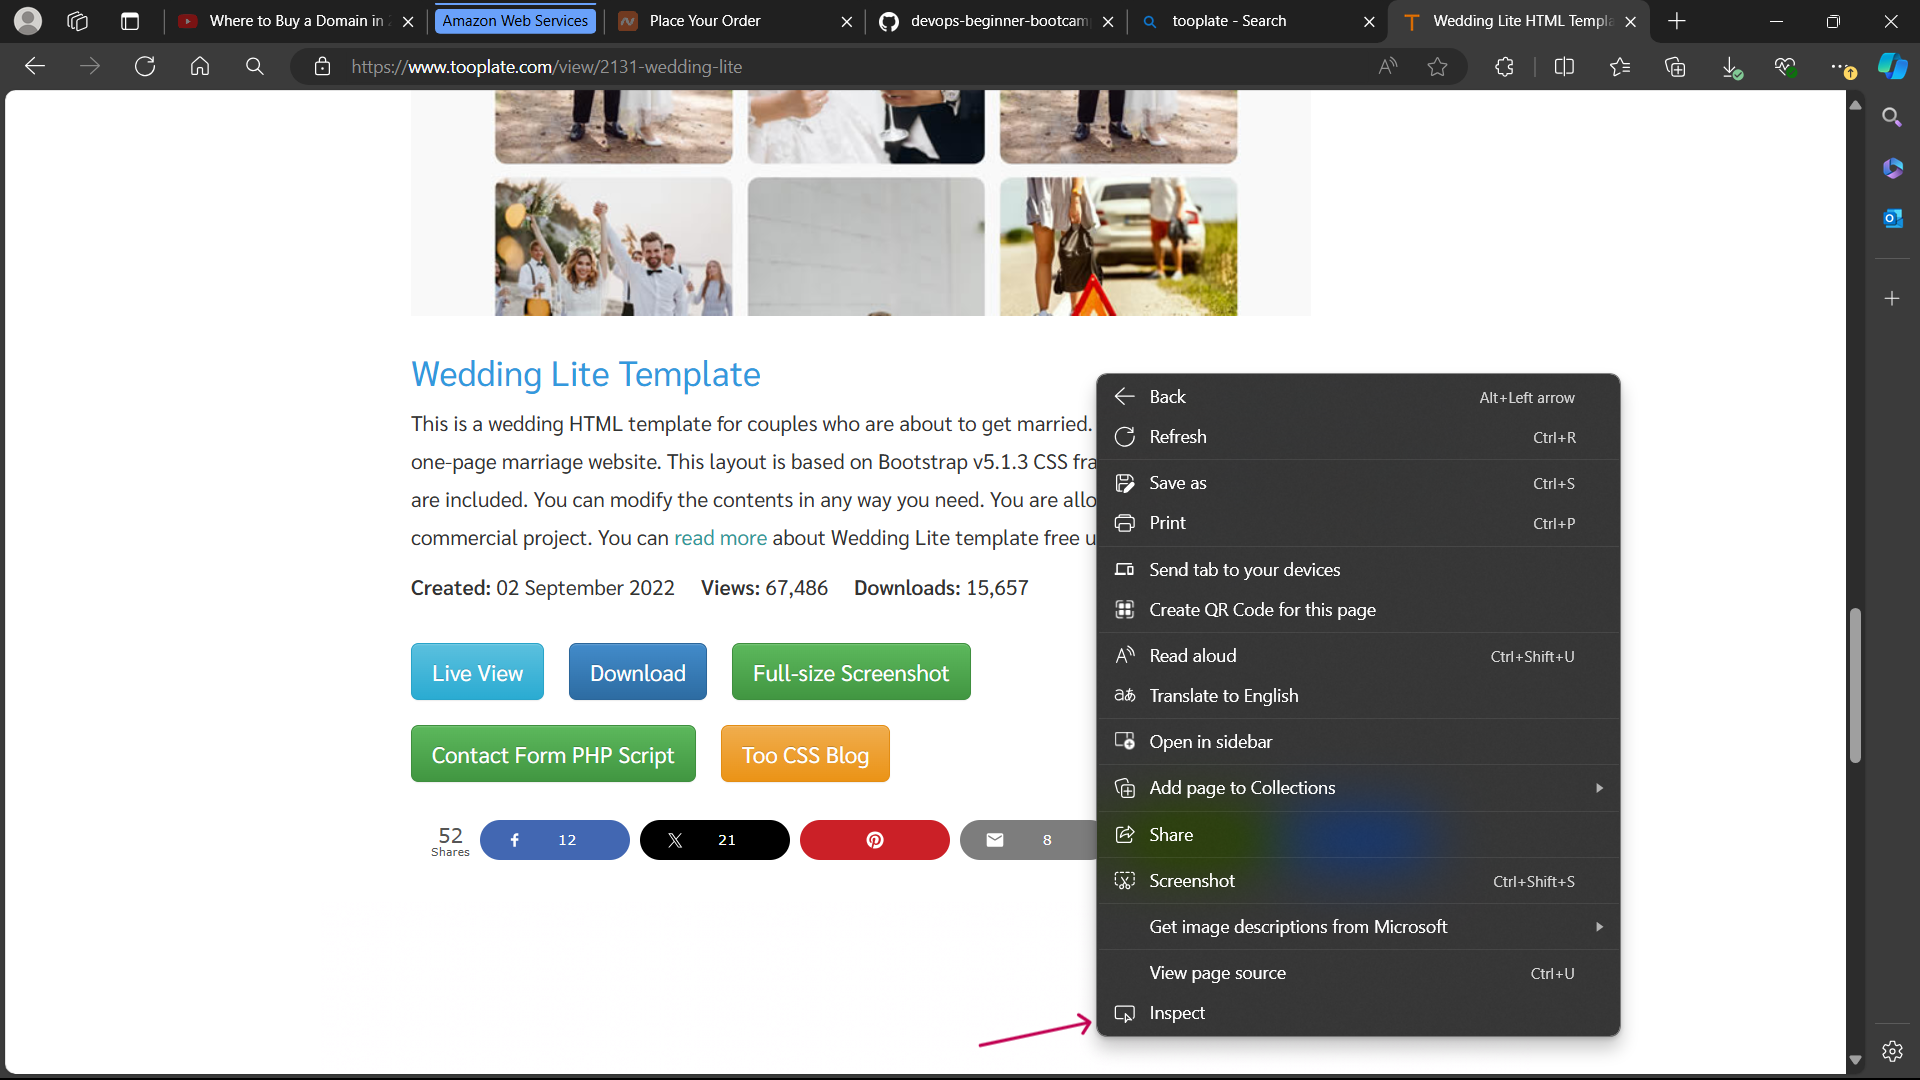 Where to Buy a Domain in
Amazon Web Services
Place Your Order
devops-beginner-bootcam
tooplate - Search
Wedding Lite HTML Templa
https://www.tooplate.com/view/2131-wedding-lite
Wedding Lite Template
This is a wedding HTML template for couples who are about to get married.
one-page marriage website. This layout is based on Bootstrap v5.1.3 CSS fra
are included. You can modify the contents in any way you need. You are allo
commercial project. You can read more about Wedding Lite template free u
Created: 02 September 2022 Views: 67,486 Downloads: 15,657
Live View Download Full-size Screenshot
Contact Form PHP Script Too CSS Blog
52
Shares
12
21
8
Back Alt+Left arrow
Refresh Ctrl+R
Save as Ctrl+S
Print Ctrl+P
Send tab to your devices
Create QR Code for this page
Read aloud Ctrl+Shift+U
Translate to English
Open in sidebar
Add page to Collections
Share
Screenshot Ctrl+Shift+S
Get image descriptions from Microsoft
View page source Ctrl+U
Inspect